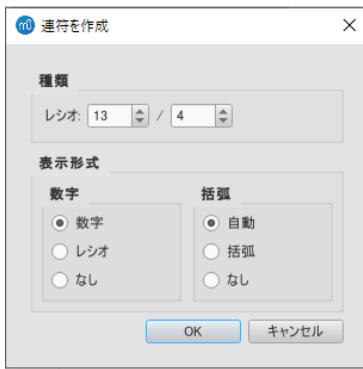 連符を作成
種類
レシオ: 13 / 4
表示形式
数字 括弧
数字 自動
レシオ 括弧
なし なし
OK キャンセル